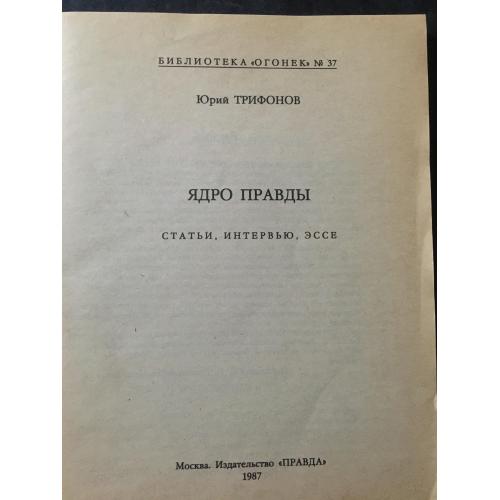 БИБЛИОТЕКА «ОГОНЕК» № 37
Юрий ТРИФОНОВ
ЯДРО ПРАВДЫ
СТАТЬИ, ИНТЕРВЬЮ, ЭССЕ
Москва. Издательство «ПРАВДА»
1987